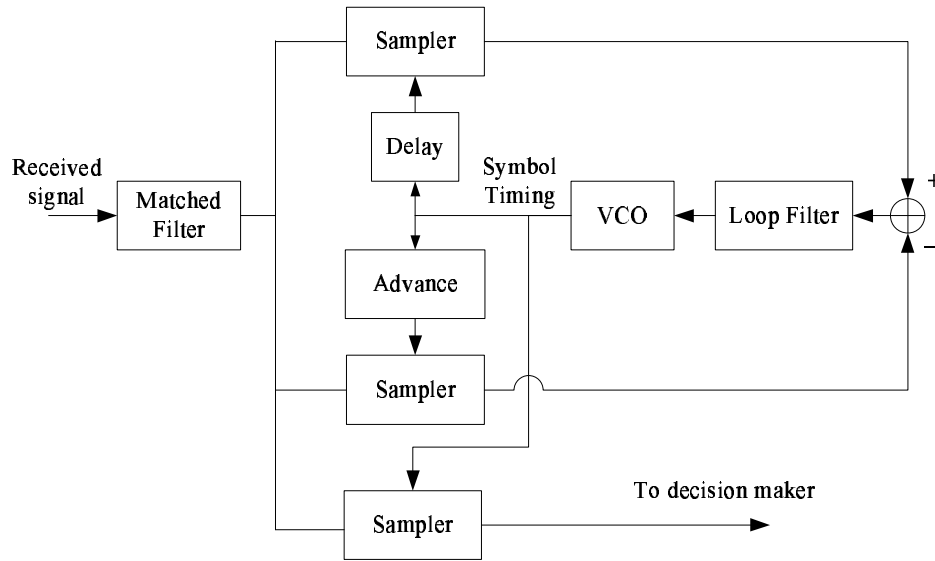 Sampler
Delay
Received
signal
Matched
Filter
Symbol
Timing
VCO
Loop Filter
+
−
Advance
Sampler
To decision maker
Sampler